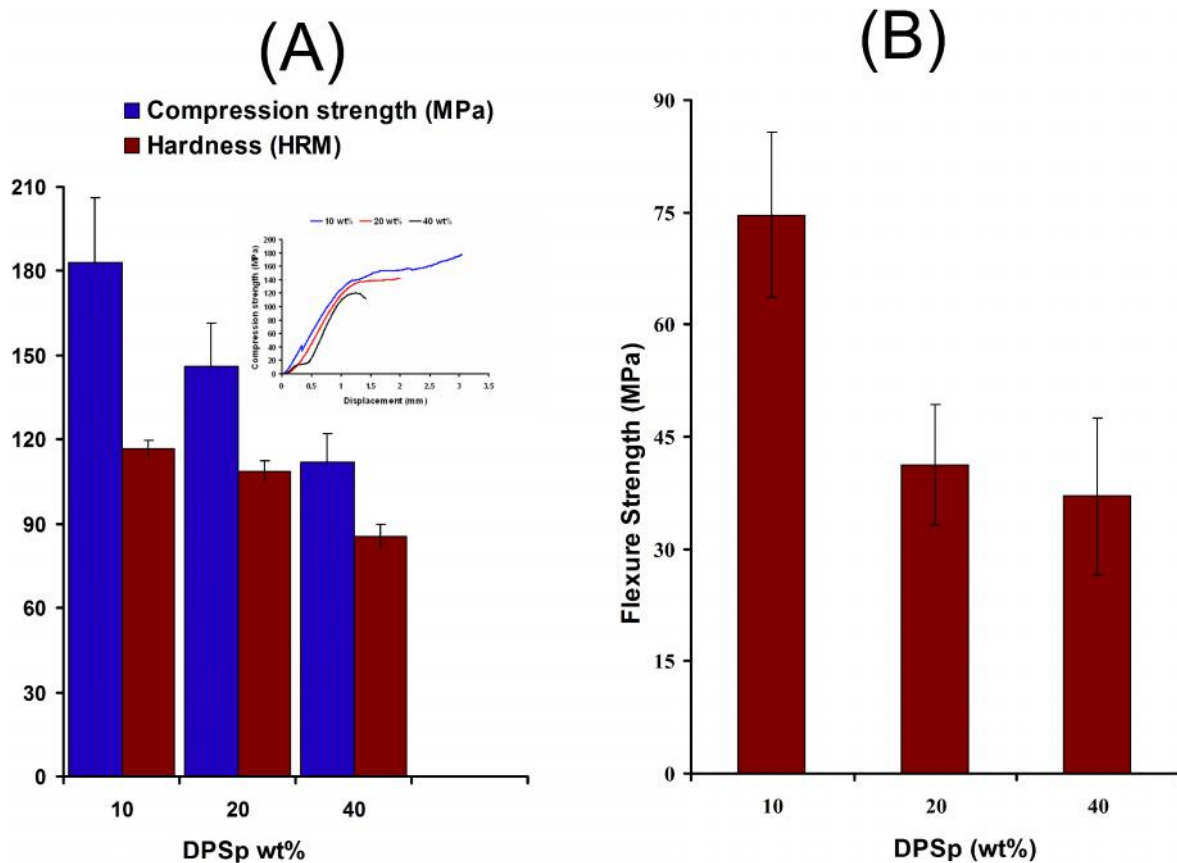 (A)
Compression strength (MPa)
Hardness (HRM)
210
180
150
120
90
60
30
0
10 20 40
DPSp wt%
10 wt% 20 wt% 40 wt%
Compression strength (MPa)
200
180
160
140
120
100
80
60
40
20
0
0 0.5 1 1.5 2 2.5 3 3.5
Displacement (mm)
(B)
Flexure Strength (MPa)
90
75
60
45
30
15
0
10 20 40
DPSp (wt%)